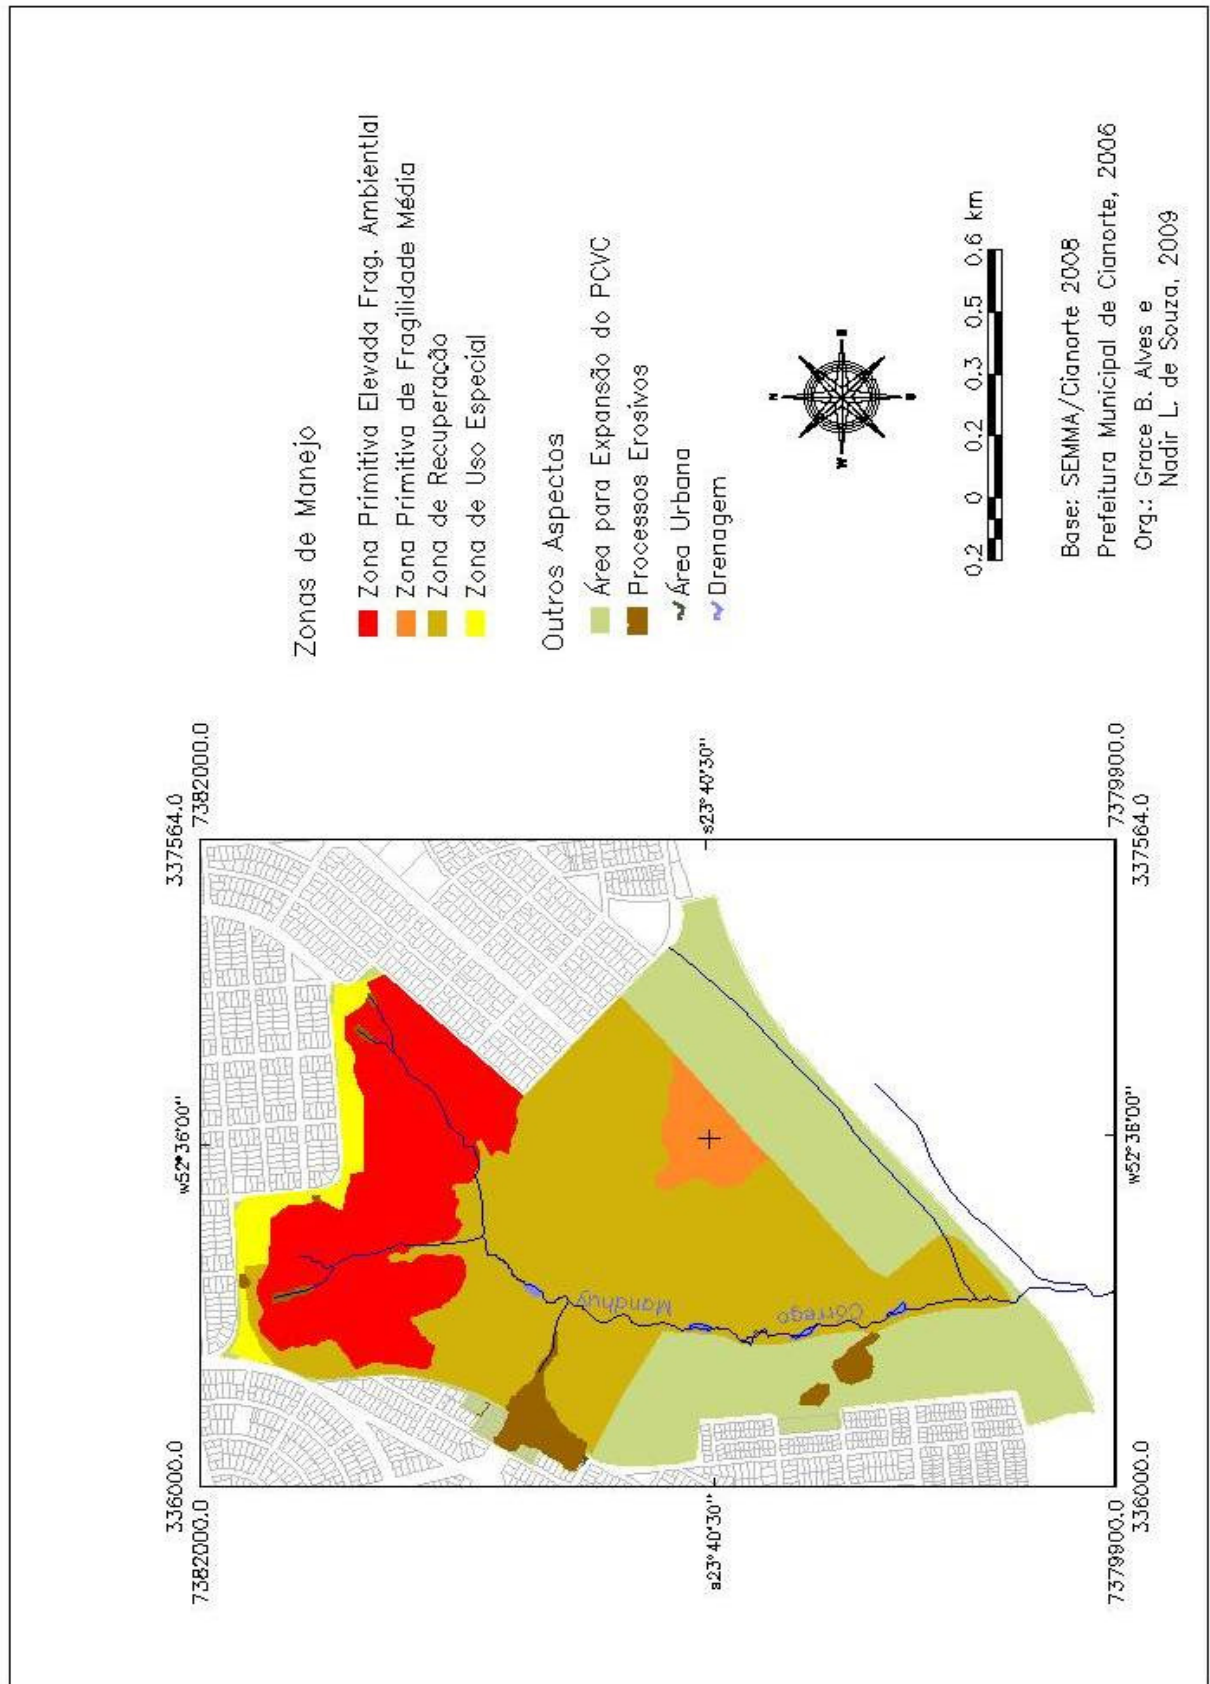 Zonas de Manejo
Zona Primitiva Elevada Frag. Ambiential
Zona Primitiva de Fragilidade Média
Zona de Recuperação
Zona de Uso Especial
Outros Aspectos
Área para Expansão do PCVC
Processos Erosivos
Área Urbana
Drenagem
N
W
0.2 0 0.2 0.3 0.5 0.6 km
Base: SEMMA/Cianorte 2008
Prefeitura Municipal de Cianorte, 2006
Org.: Grace B. Alves e
Nadir L. de Souza, 2009
336000.0
7382000.0
w52°36'00''
337564.0
7382000.0
s23°40'30''
s23°40'30''
Córrego
Mandhuy
7379900.0
336000.0
w52°36'00''
7379900.0
337564.0